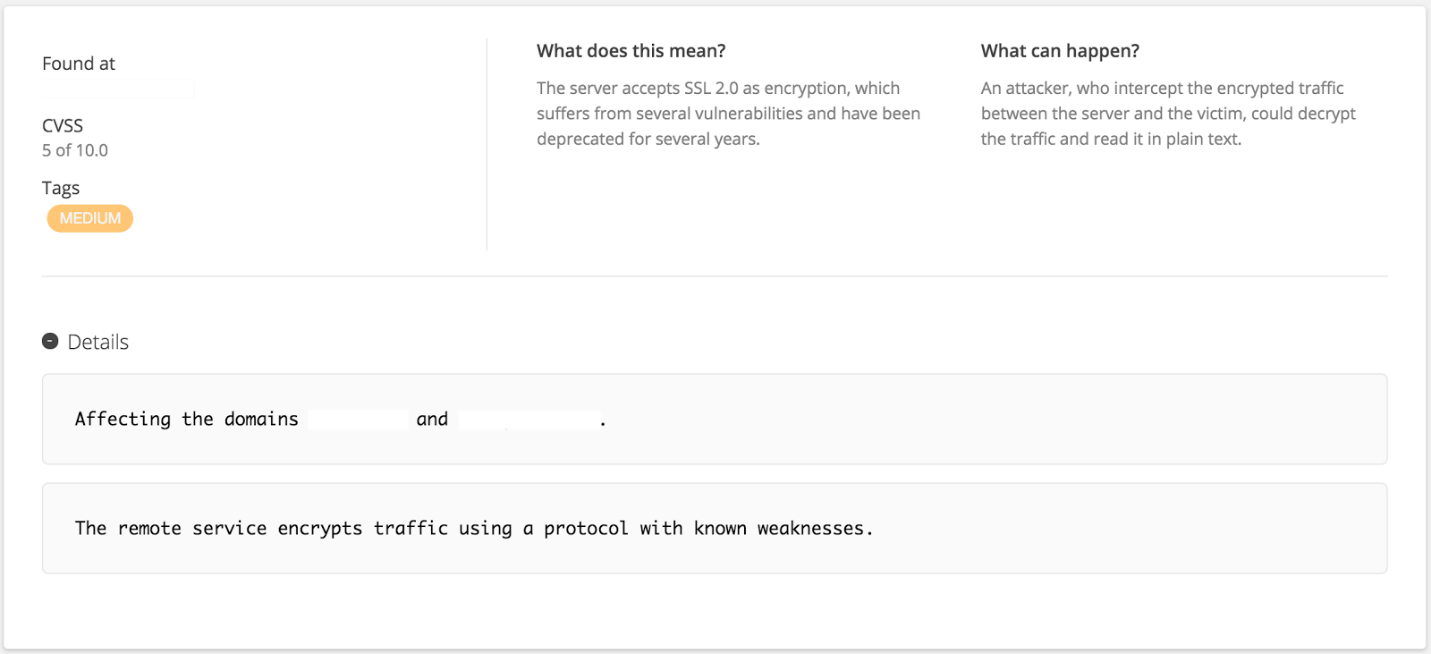 Found at
CVSS
5 of 10.0
Tags
MEDIUM
What does this mean?
The server accepts SSL 2.0 as encryption, which
suffers from several vulnerabilities and have been
deprecated for several years.
What can happen?
An attacker, who intercept the encrypted traffic
between the server and the victim, could decrypt
the traffic and read it in plain text.
Details
Affecting the domains and .
The remote service encrypts traffic using a protocol with known weaknesses.